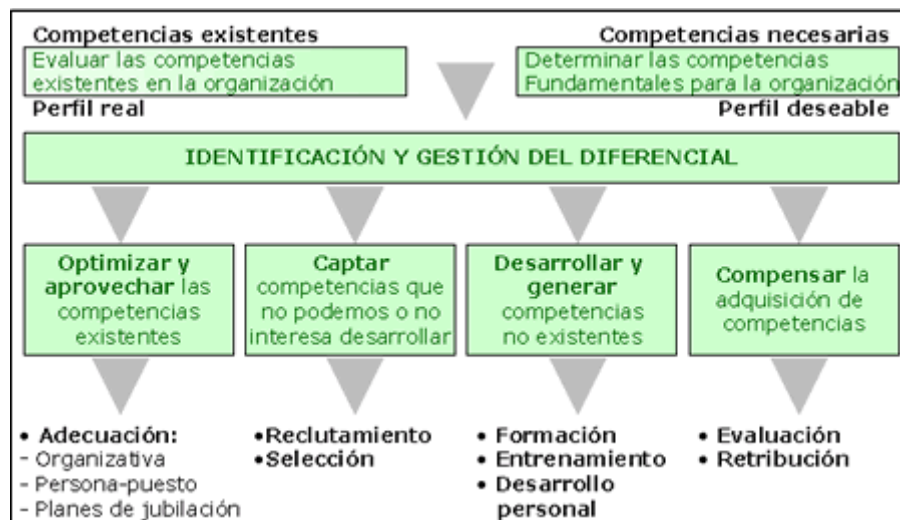 Competencias existentes
Evaluar las competencias
existentes en la organización
Perfil real
Competencias necesarias
Determinar las competencias
Fundamentales para la organización
Perfil deseable
IDENTIFICACIÓN Y GESTIÓN DEL DIFERENCIAL
Optimizar y
aprovechar las
competencias
existentes
Captar
competencias que
no podemos o no
interesa desarrollar
Desarrollar y
generar
competencias
no existentes
Compensar la
adquisición de
competencias
• Adecuación:
- Organizativa
- Persona-puesto
- Planes de jubilación
•Reclutamiento
•Selección
• Formación
• Entrenamiento
• Desarrollo
personal
• Evaluación
• Retribución